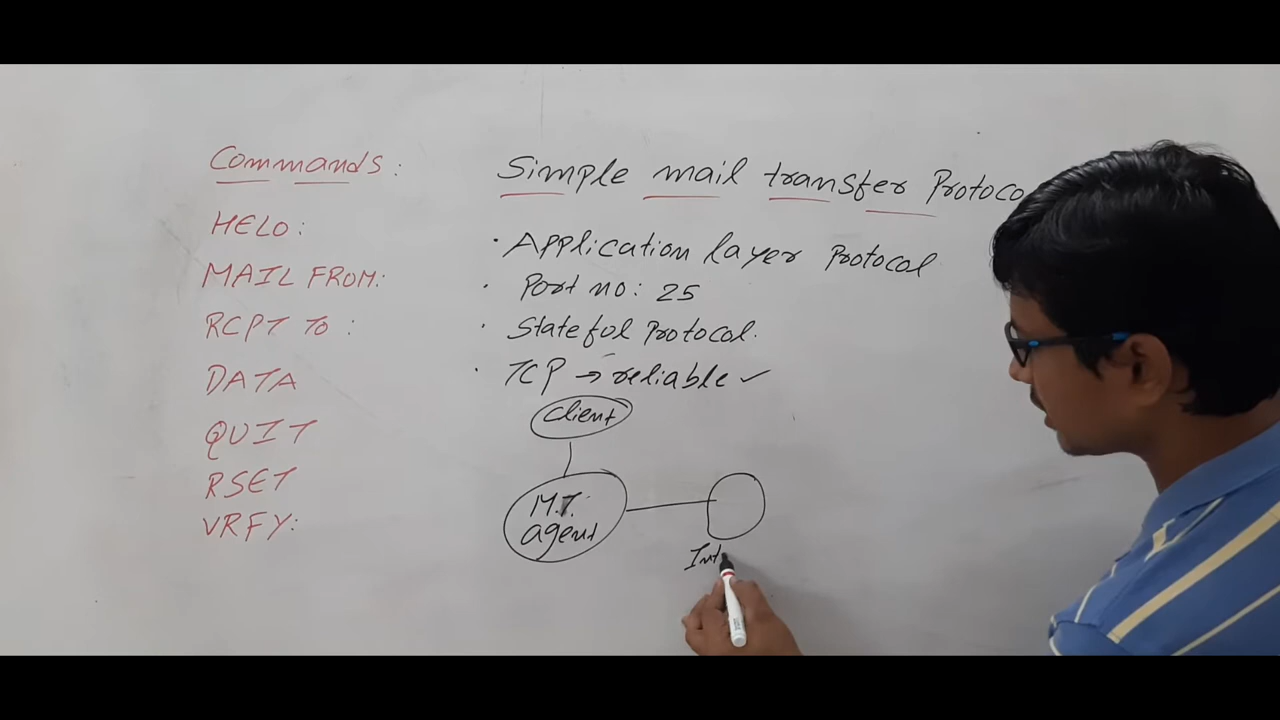 Commands:
HELO:
MAIL FROM:
RCPT To:
DATA
QUIT
RSET
VRFY:
Simple mail transfer Protoco
· Application layer Protocol
· Port no: 25
· Stateful Protocol.
· TCP → reliable ✓
Client
M.T.
agent
Int